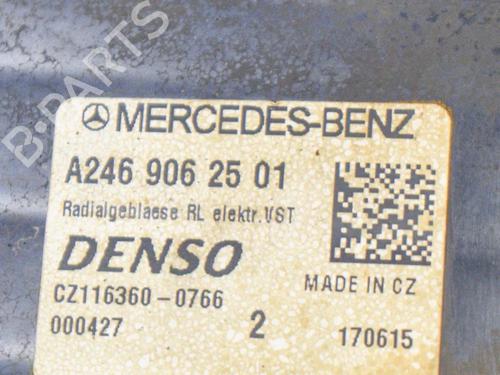 B-PARTS
MERCEDES-BENZ
A246 906 25 01
Radialgeblaese RL elektr.VST
DENSO
MADE IN CZ
CZ116360-0766
000427 2 170615